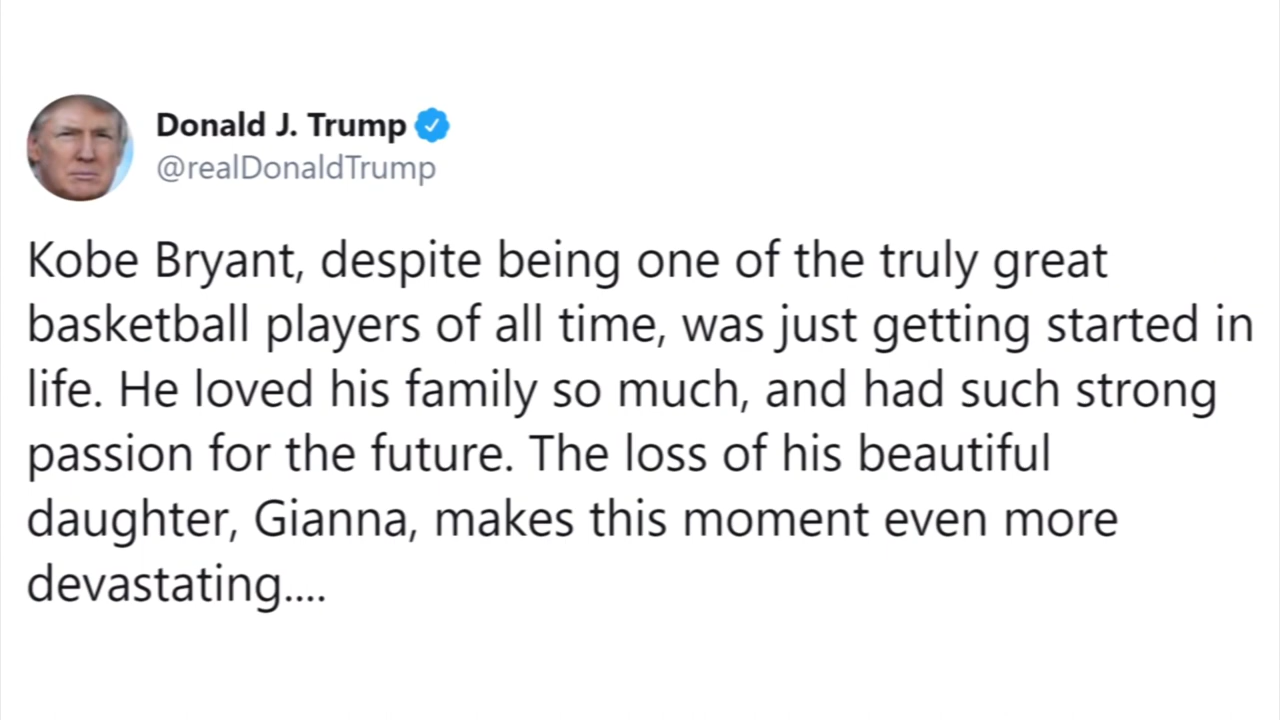 Donald J. Trump
@realDonaldTrump
Kobe Bryant, despite being one of the truly great
basketball players of all time, was just getting started in
life. He loved his family so much, and had such strong
passion for the future. The loss of his beautiful
daughter, Gianna, makes this moment even more
devastating....